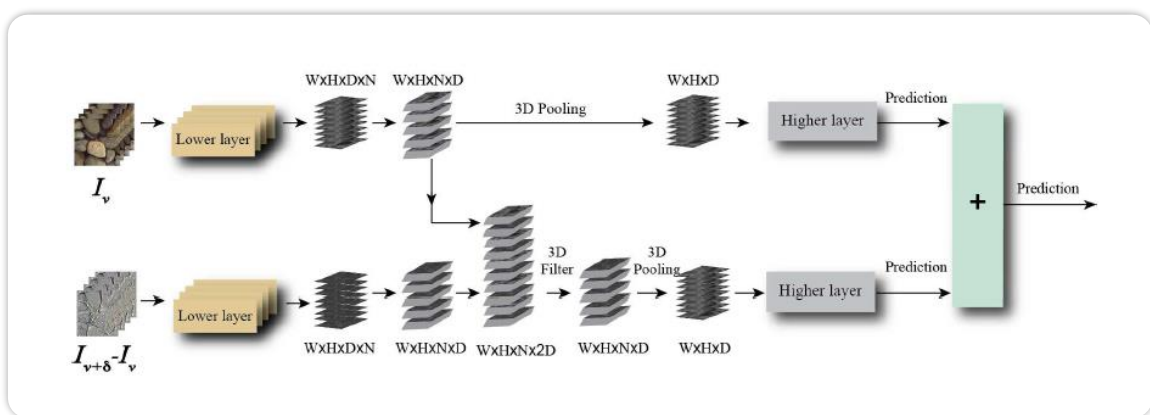 WxHxDxN
WxHxNxD
WxHxD
Prediction
3D Pooling
Lower layer
Higher layer
I_v
Prediction
+
3D
Filter
3D
Pooling
Prediction
Lower layer
Higher layer
I_{v+δ}-I_v
WxHxDxN
WxHxNxD
WxHxNx2D
WxHxNxD
WxHxD